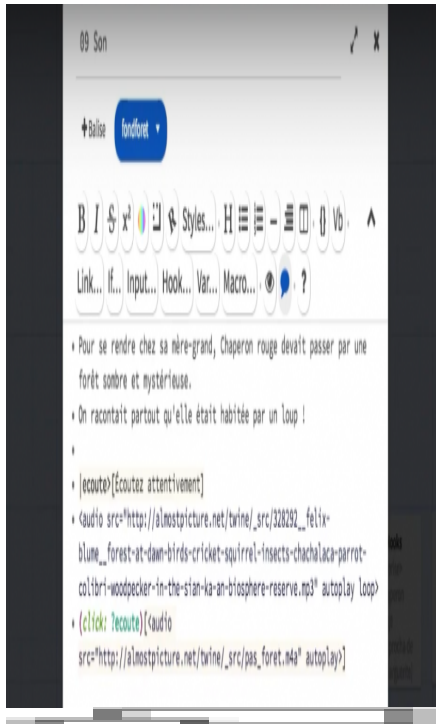 09 Son
+Balise fondforet
B I S x² Styles... H {} Vb
Link... If... Input... Hook... Var... Macro... ?
• Pour se rendre chez sa mère-grand, Chaperon rouge devait passer par une
forêt sombre et mystérieuse.
• On racontait partout qu'elle était habitée par un loup !
•
• |ecoute>[Écoutez attentivement]
• <audio src="http://almostpicture.net/twine/_src/328292__felix-
blume__forest-at-dawn-birds-cricket-squirrel-insects-chachalaca-parrot-
colibri-woodpecker-in-the-sian-ka-an-biosphere-reserve.mp3" autoplay loop>
• (click: ?ecoute)[<audio
src="http://almostpicture.net/twine/_src/pas_foret.m4a" autoplay>]